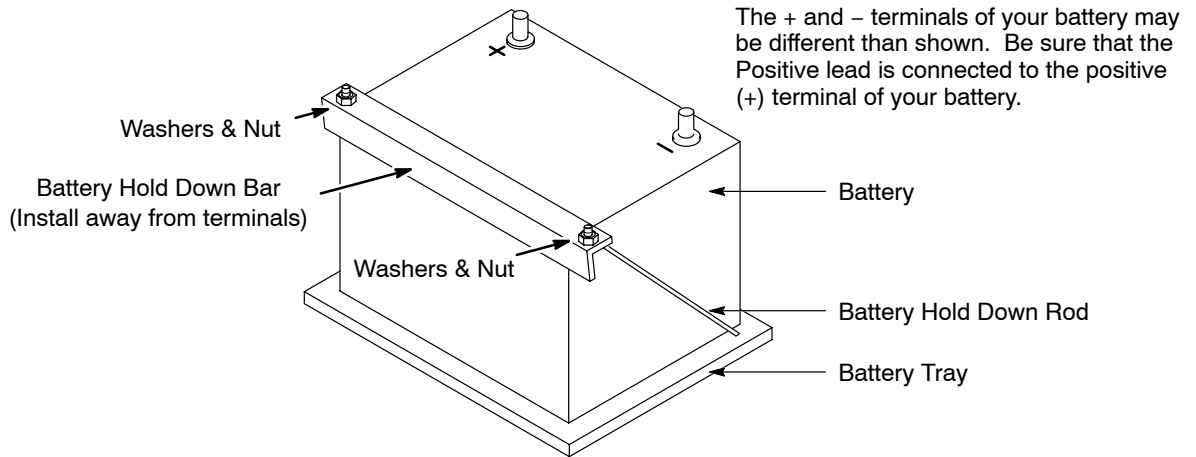 The + and − terminals of your battery may
be different than shown.  Be sure that the
Positive lead is connected to the positive
(+) terminal of your battery.
+
−
Washers & Nut
Battery Hold Down Bar
(Install away from terminals)
Washers & Nut
Battery
Battery Hold Down Rod
Battery Tray